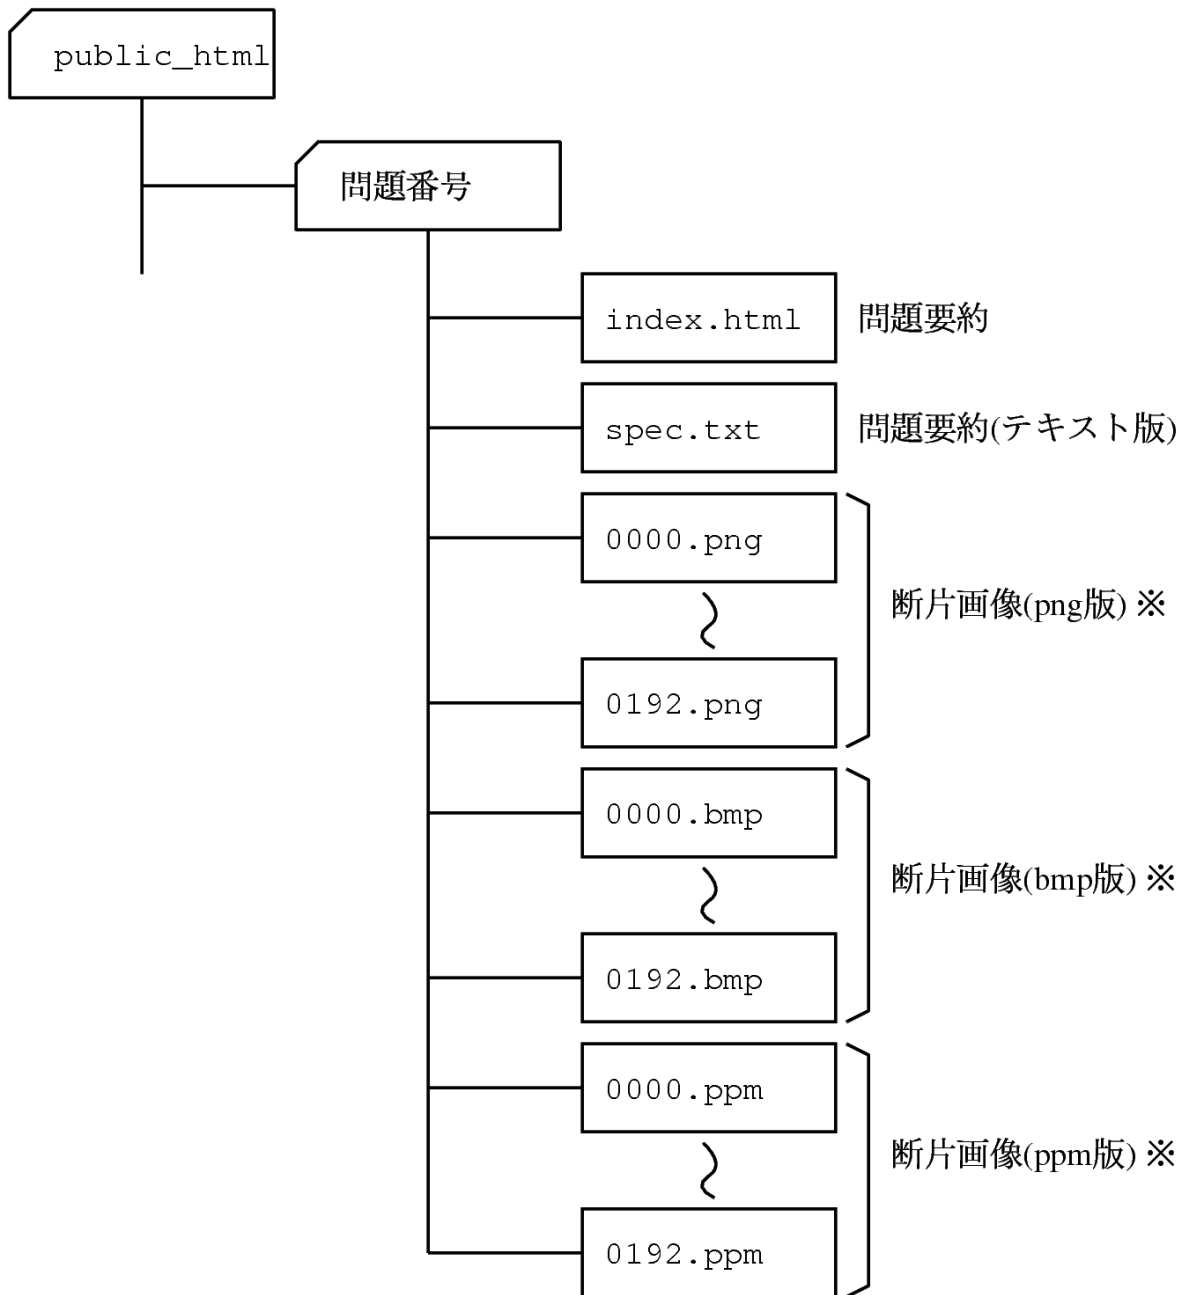 public_html
問題番号
index.html 問題要約
spec.txt 問題要約(テキスト版)
0000.png
断片画像(png版) ※
0192.png
0000.bmp
断片画像(bmp版) ※
0192.bmp
0000.ppm
断片画像(ppm版) ※
0192.ppm